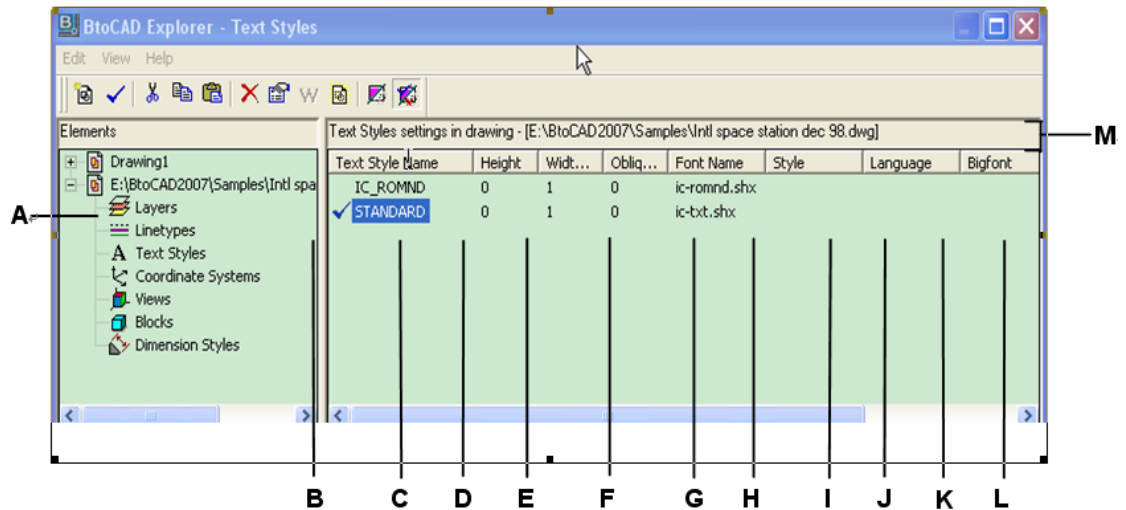 BtoCAD Explorer - Text Styles
Edit View Help
Elements
Text Styles settings in drawing - [E:\BtoCAD2007\Samples\Intl space station dec 98.dwg]
M
Text Style Name Height Widt... Obliq... Font Name Style Language Bigfont
Drawing1
E:\BtoCAD2007\Samples\Intl spa
Layers
Linetypes
Text Styles
Coordinate Systems
Views
Blocks
Dimension Styles
IC_ROMND 0 1 0 ic-romnd.shx
STANDARD 0 1 0 ic-txt.shx
A
B C D E F G H I J K L